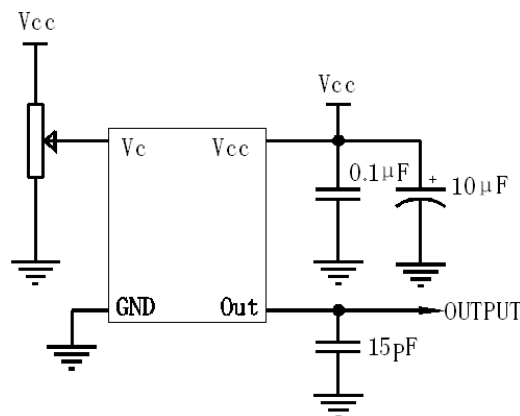 Vcc
Vcc
Vc
Vcc
0.1μF
+
10μF
GND
Out
OUTPUT
15pF